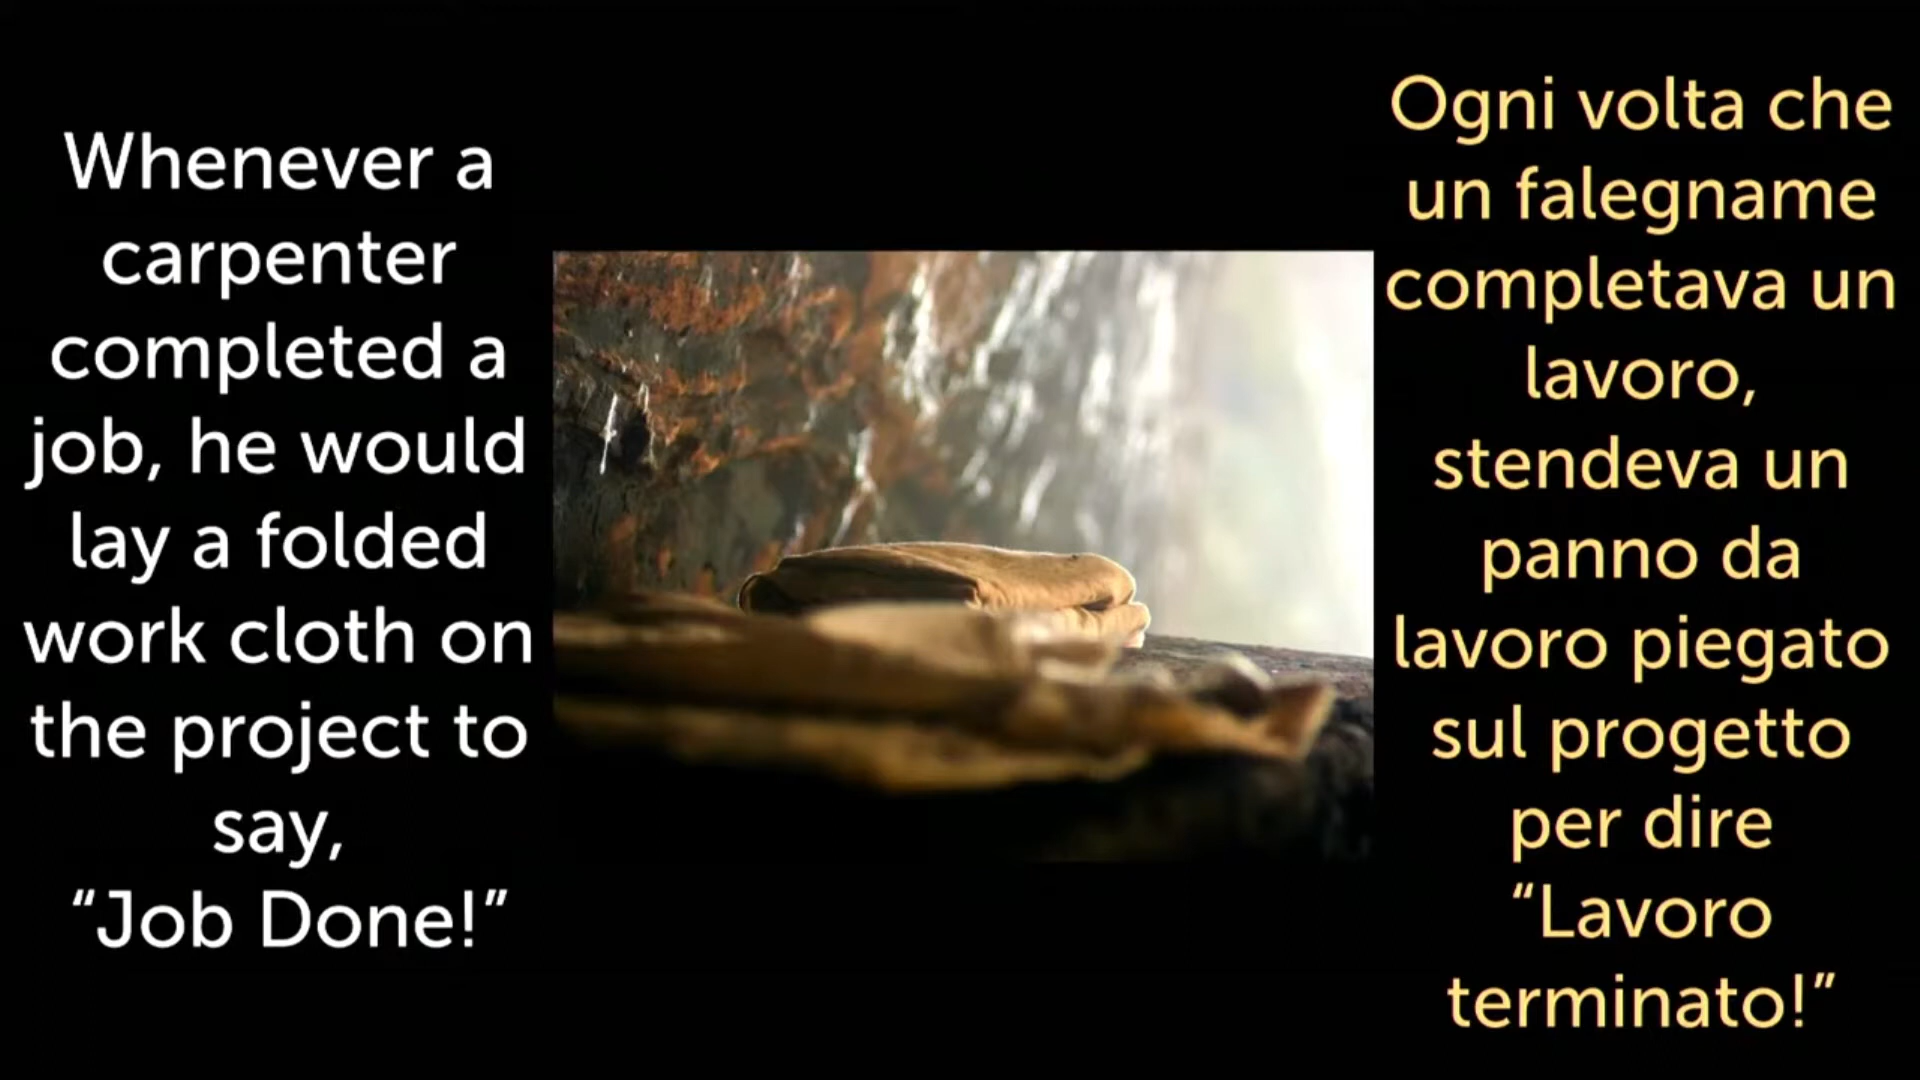 Whenever a
carpenter
completed a
job, he would
lay a folded
work cloth on
the project to
say,
“Job Done!”
Ogni volta che
un falegname
completava un
lavoro,
stendeva un
panno da
lavoro piegato
sul progetto
per dire
“Lavoro
terminato!”